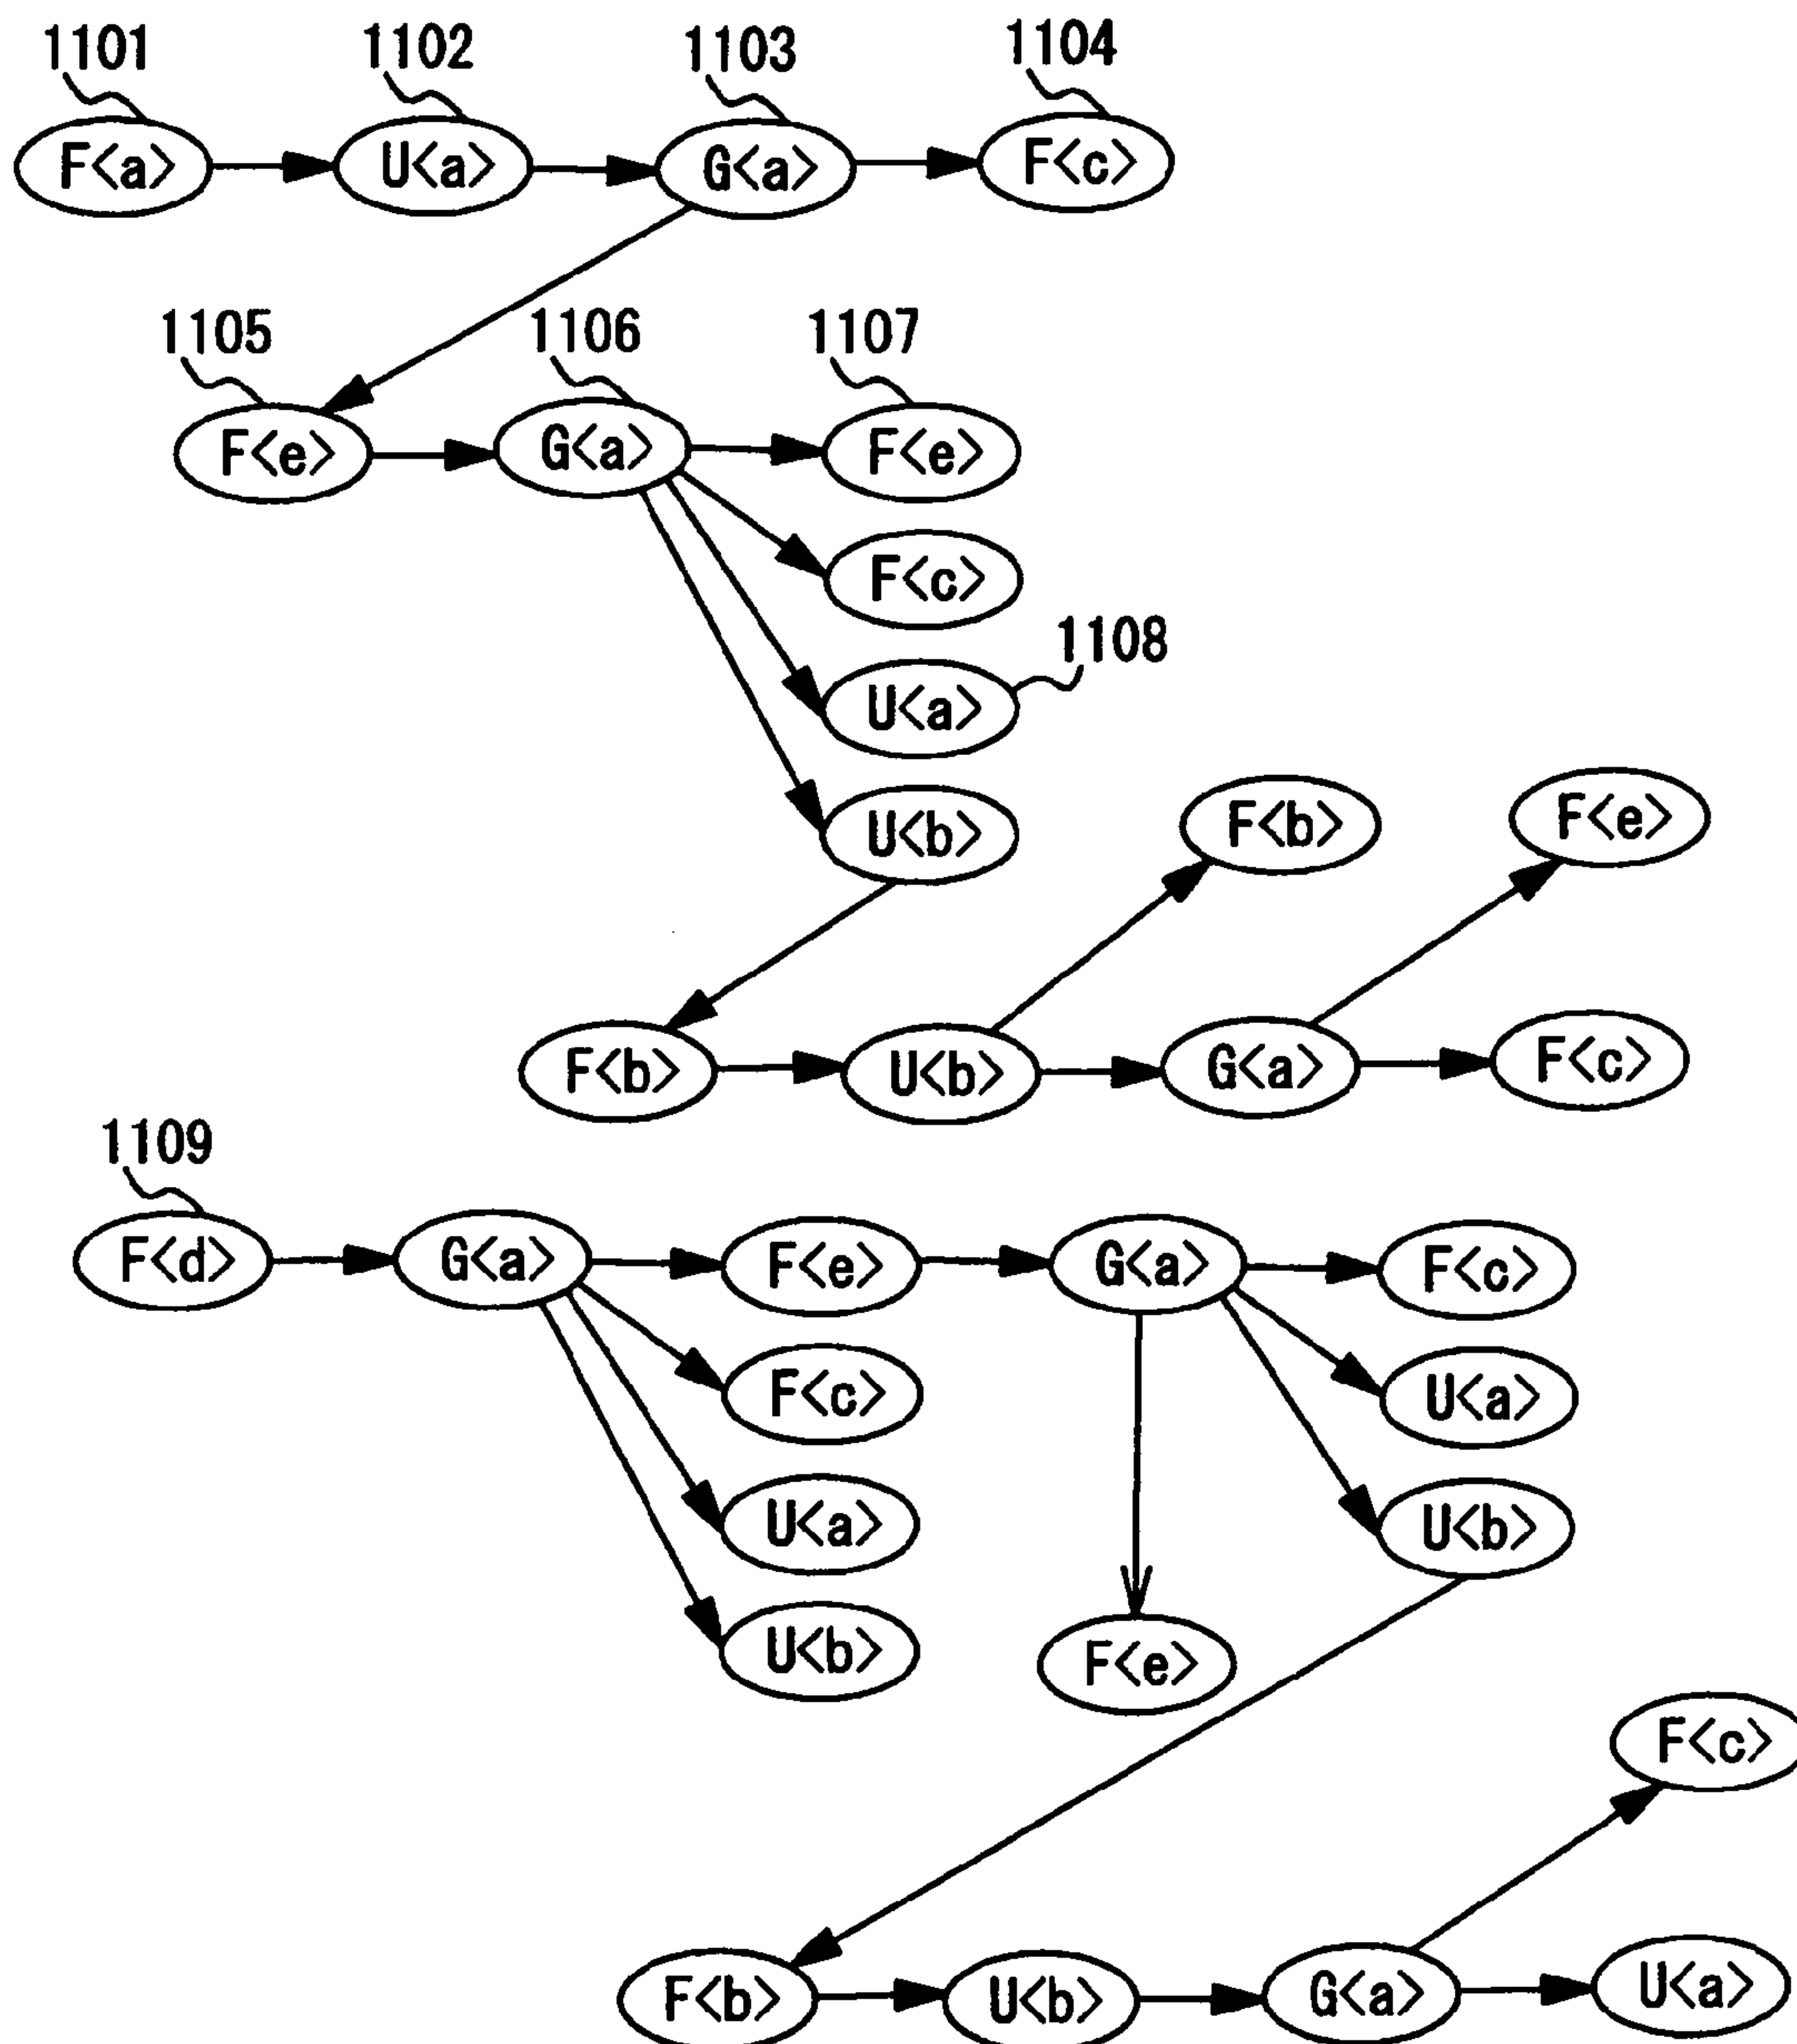 1101 1102 1103 1104
F<a> U<a> G<a> F<c>
1105 1106 1107
F<e> G<a> F<e>
F<c>
1108
U<a>
U<b> F<b> F<e>
F<b> U<b> G<a> F<c>
1109
F<d> G<a> F<e> G<a> F<c>
F<c> U<a>
U<a> U<b>
U<b> F<e>
F<c>
F<b> U<b> G<a> U<a>